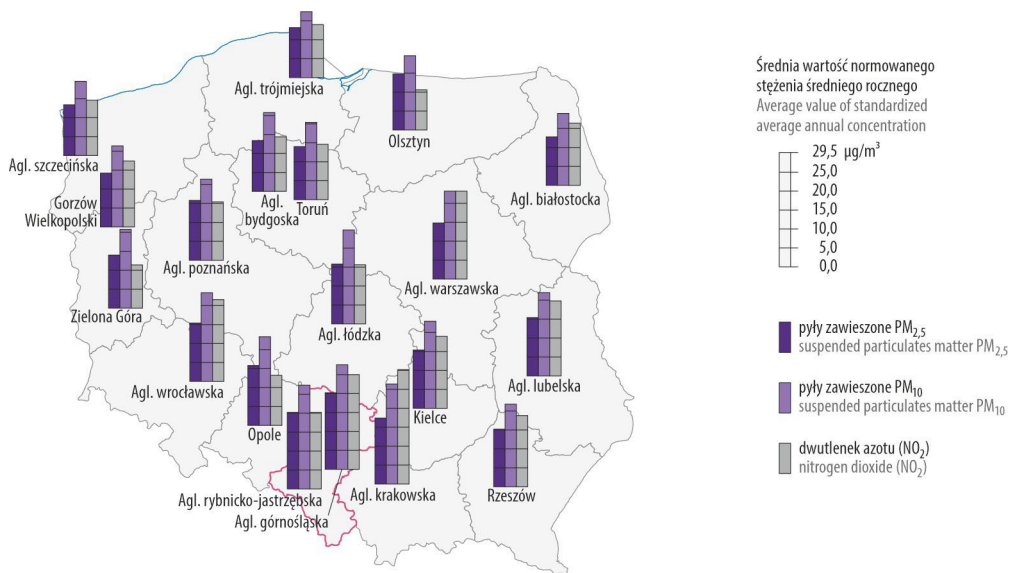 Agl. trójmiejska
Olsztyn
Agl. szczecińska
Gorzów
Wielkopolski
Agl.
bydgoska
Toruń
Agl. białostocka
Agl. poznańska
Agl. warszawska
Zielona Góra
Agl. łódzka
Agl. wrocławska
Agl. lubelska
Kielce
Opole
Agl. rybnicko-jastrzębska
Agl. krakowska
Rzeszów
Agl. górnośląska
Średnia wartość normowanego
stężenia średniego rocznego
Average value of standardized
average annual concentration
29,5 μg/m³
25,0
20,0
15,0
10,0
5,0
0,0
pyły zawieszone PM2,5
suspended particulates matter PM2,5
pyły zawieszone PM10
suspended particulates matter PM10
dwutlenek azotu (NO2)
nitrogen dioxide (NO2)